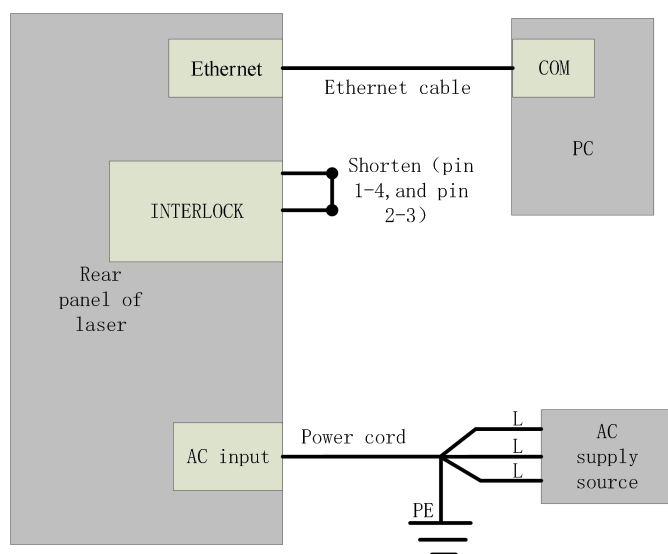 Ethernet
COM
Ethernet cable
PC
Shorten（pin
1-4,and pin
2-3）
INTERLOCK
Rear
panel of
laser
L
AC
Power cord
L
supply
AC input
L
source
PE